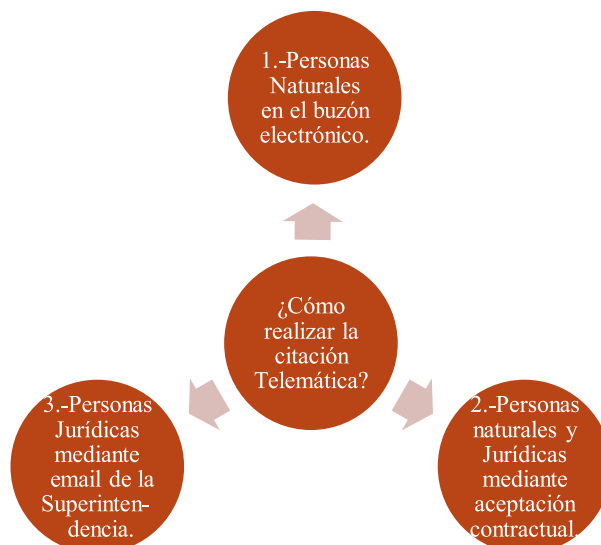 1.-Personas
Naturales
en el buzón
electrónico.
¿Cómo
realizar la
citación
Telemática?
3.-Personas
Jurídicas
mediante
email de la
Superinten-
dencia.
2.-Personas
naturales y
Jurídicas
mediante
aceptación
contractual.